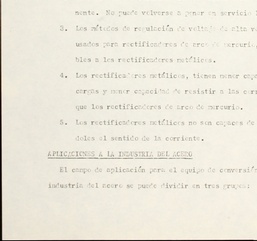 mente. No puede volverse a poner en servicio
3. Los métodos de regulación de voltaje de alta
usados para rectificadores de arco de mercurio,
bles a los rectificadores metálicos.
4. Los rectificadores metálicos, tienen menor
cargas y menor capacidad de resistir a las
que los rectificadores de arco de mercurio.
5. Los rectificadores metálicos no son capaces de
doles el sentido de la corriente.
APLICACIONES A LA INDUSTRIA DEL ACERO
El campo de aplicación para el equipo de conversión
industria del acero se puede dividir en tres grupos: